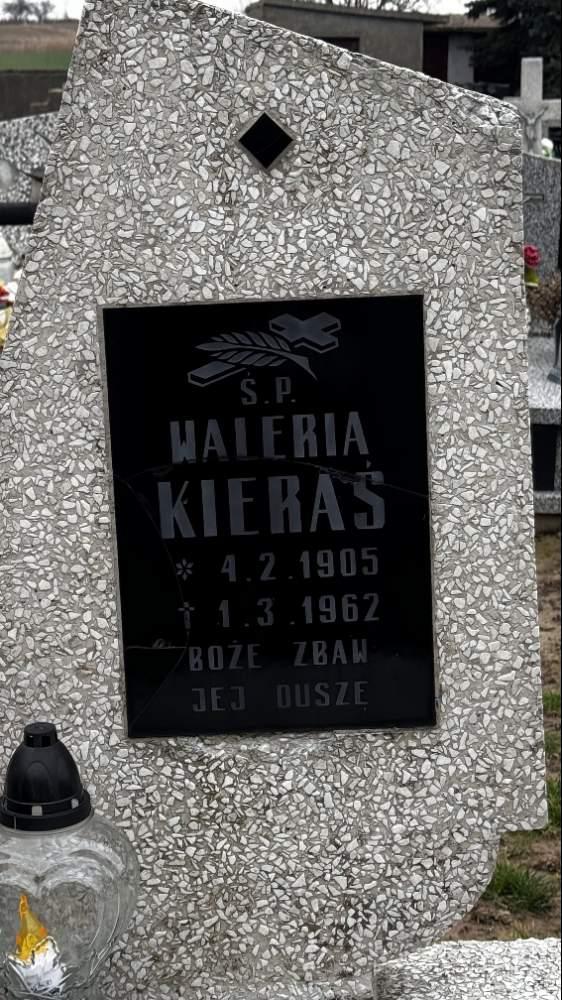 Ś.P.
WALERIA
KIERAŚ
* 4.2.1905
† 1.3.1962
BOŻE ZBAW
JEJ DUSZĘ